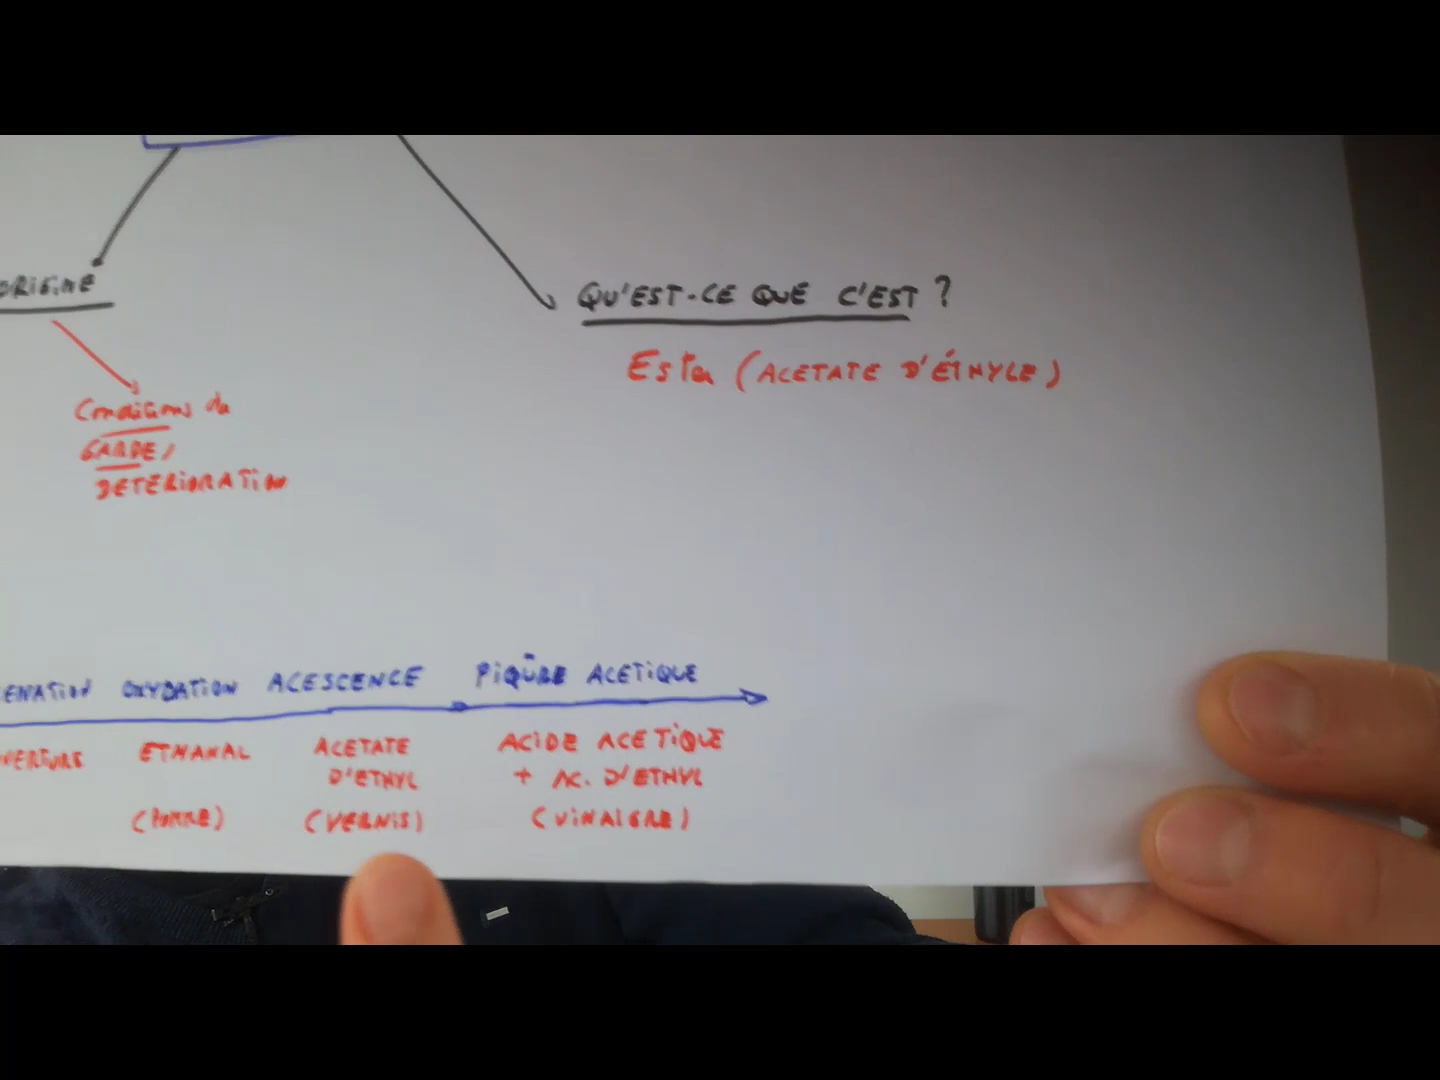 ORIGINE
QU'EST-CE QUE C'EST ?
Ester (ACETATE D'ÉTHYLE)
Conditions de
GARDE/
DETERIORATION
OXYDATION ACESCENCE PIQÛRE ACETIQUE
ETHANAL ACETATE ACIDE ACETIQUE
D'ETHYL + AC. D'ETHYL
(POMME) (VERNIS) (VINAIGRE)